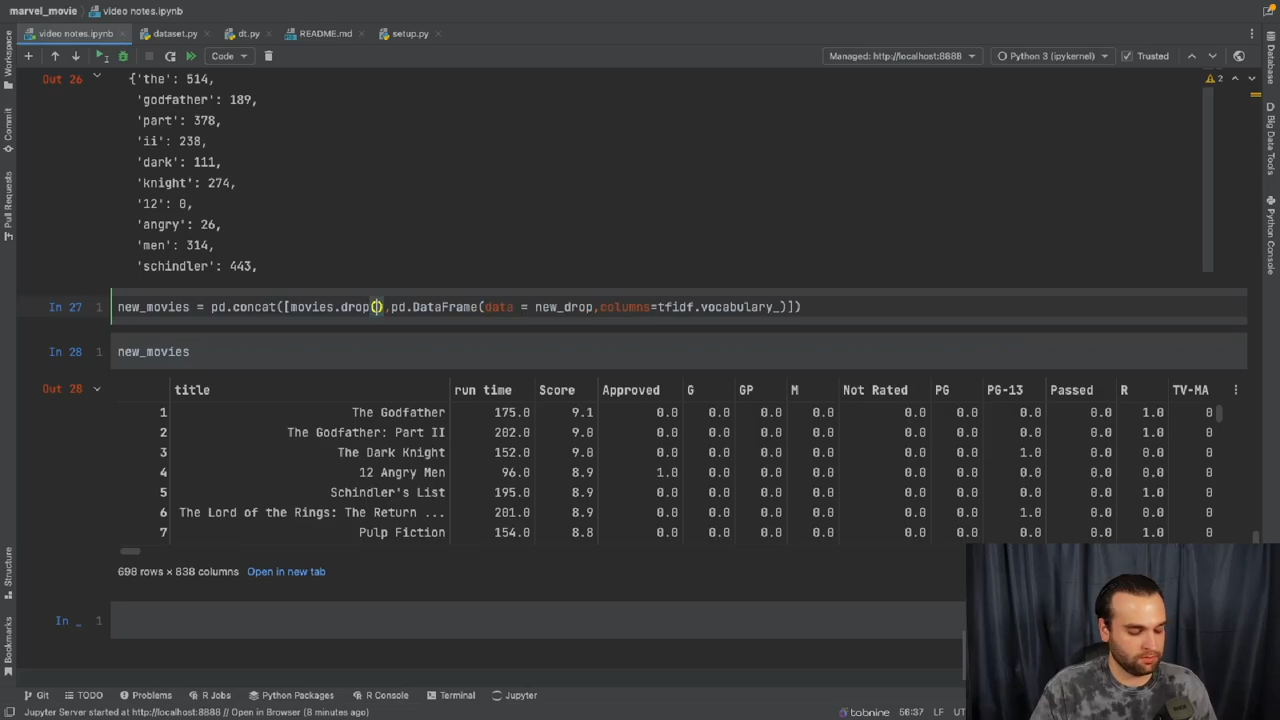 marvel_movie video notes.ipynb
video notes.ipynb dataset.py dt.py README.md setup.py
Code Managed: http://localhost:8888 Python 3 (ipykernel) Trusted
Workspace
Commit
Pull Requests
Structure
Bookmarks
Database
Big Data Tools
Python Console
2
Out 26 {'the': 514,
'godfather': 189,
'part': 378,
'ii': 238,
'dark': 111,
'knight': 274,
'12': 0,
'angry': 26,
'men': 314,
'schindler': 443,
In 27 1 new_movies = pd.concat([movies.drop(),pd.DataFrame(data = new_drop,columns=tfidf.vocabulary_)])
In 28 1 new_movies
Out 28 title run time Score Approved G GP M Not Rated PG PG-13 Passed R TV-MA
1 The Godfather 175.0 9.1 0.0 0.0 0.0 0.0 0.0 0.0 0.0 0.0 1.0 0
2 The Godfather: Part II 202.0 9.0 0.0 0.0 0.0 0.0 0.0 0.0 0.0 0.0 1.0 0
3 The Dark Knight 152.0 9.0 0.0 0.0 0.0 0.0 0.0 0.0 1.0 0.0 0.0 0
4 12 Angry Men 96.0 8.9 1.0 0.0 0.0 0.0 0.0 0.0 0.0 0.0 0.0 0
5 Schindler's List 195.0 8.9 0.0 0.0 0.0 0.0 0.0 0.0 0.0 0.0 1.0 0
6 The Lord of the Rings: The Return ... 201.0 8.9 0.0 0.0 0.0 0.0 0.0 0.0 1.0 0.0 0.0 0
7 Pulp Fiction 154.0 8.8 0.0 0.0 0.0 0.0 0.0 0.0 0.0 0.0 1.0 0
698 rows × 838 columns Open in new tab
In _ 1
Git TODO Problems R Jobs Python Packages R Console Terminal Jupyter
Jupyter Server started at http://localhost:8888 // Open in Browser (8 minutes ago) tabnine 56:37 LF